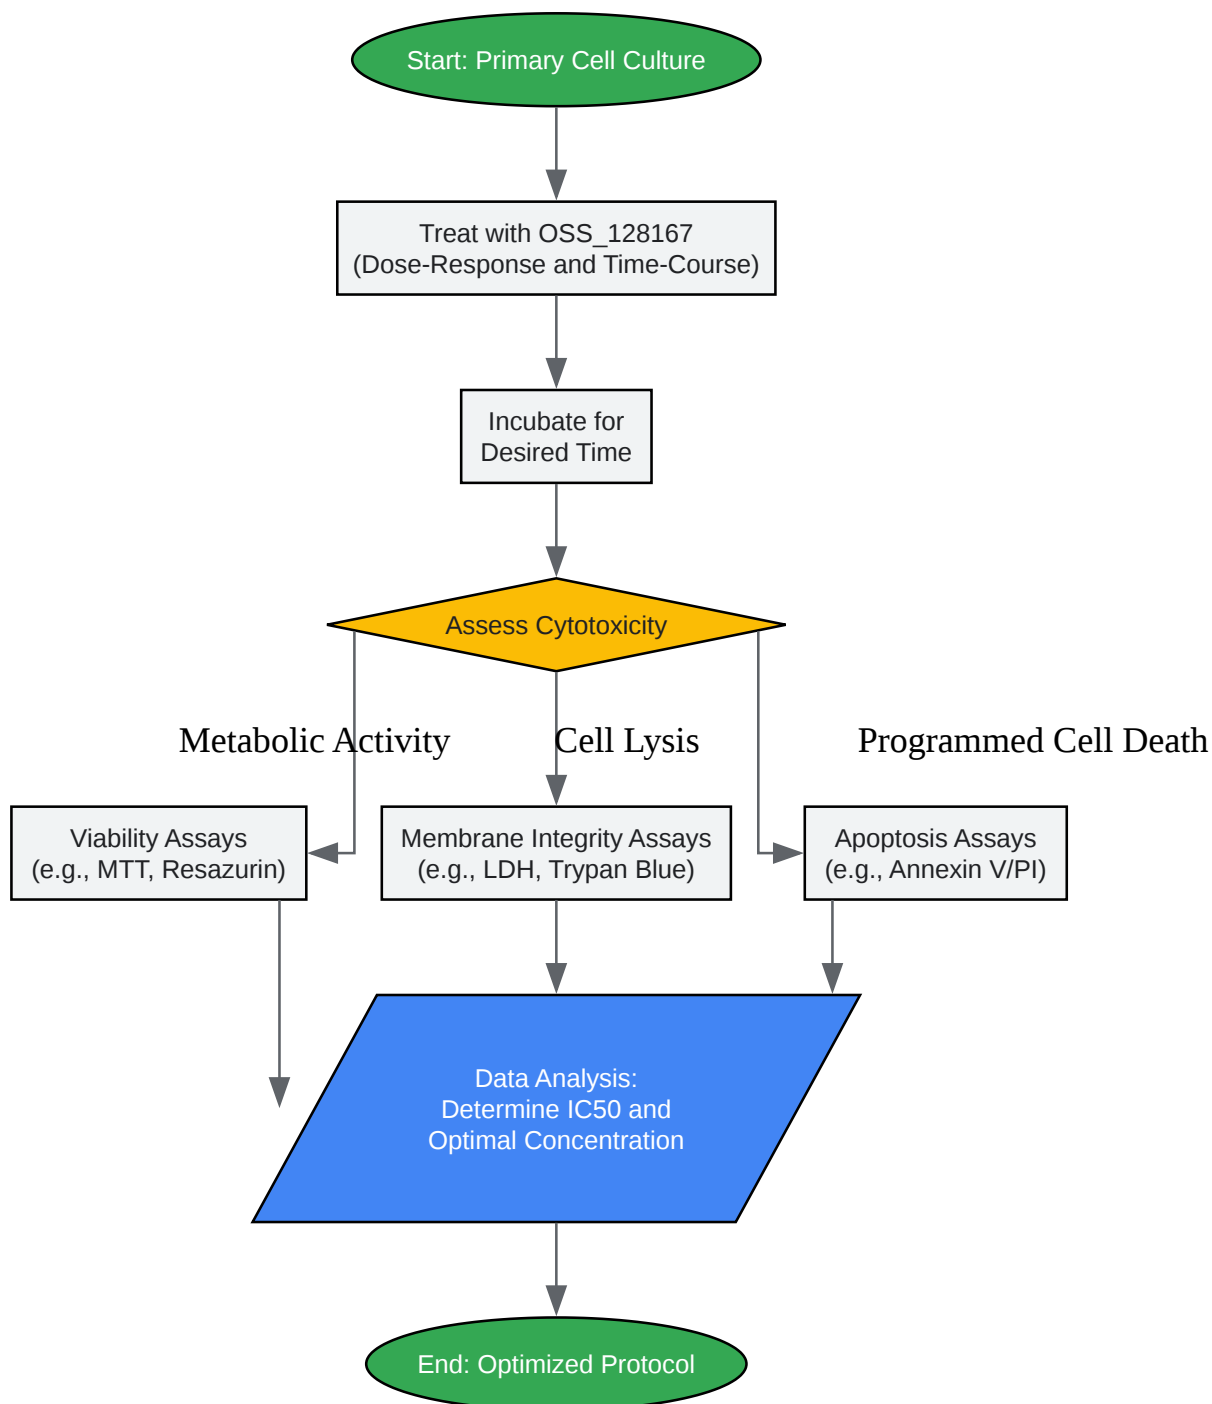 Start: Primary Cell Culture
Treat with OSS_128167
(Dose-Response and Time-Course)
Incubate for
Desired Time
Assess Cytotoxicity
Metabolic Activity
Cell Lysis
Programmed Cell Death
Viability Assays
(e.g., MTT, Resazurin)
Membrane Integrity Assays
(e.g., LDH, Trypan Blue)
Apoptosis Assays
(e.g., Annexin V/PI)
Data Analysis:
Determine IC50 and
Optimal Concentration
End: Optimized Protocol